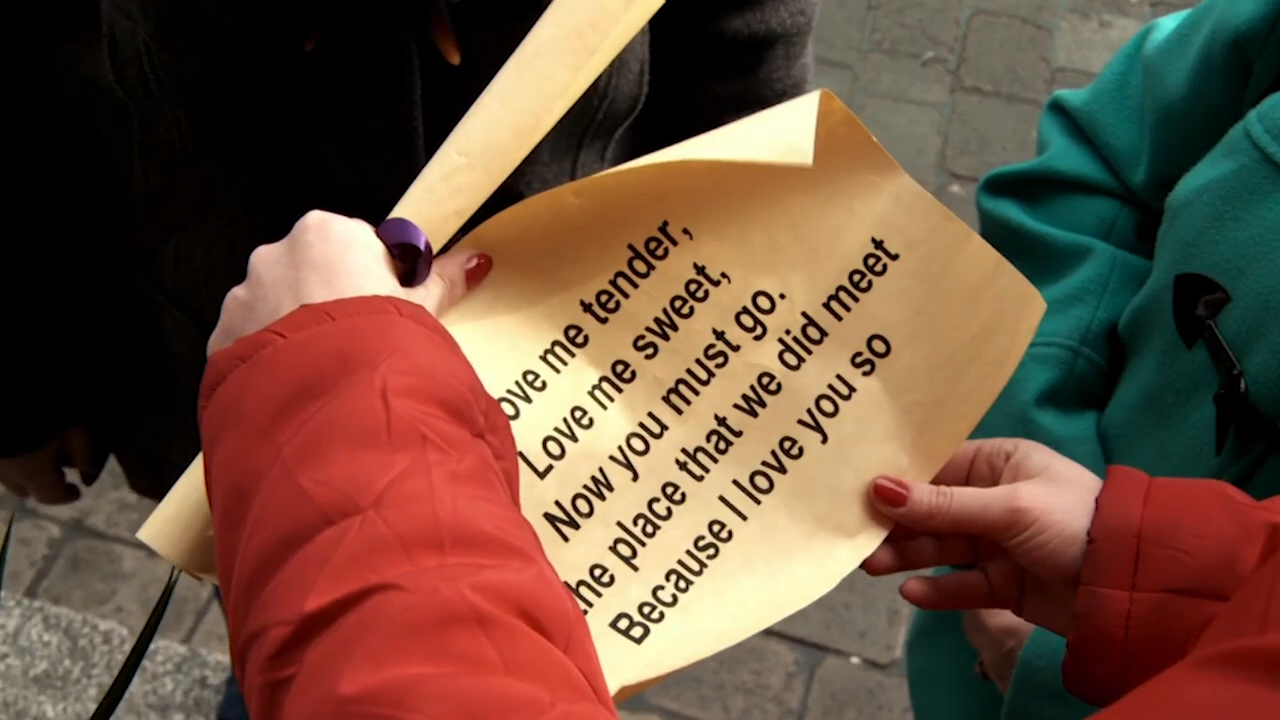 ove me tender,
Love me sweet,
Now you must go.
the place that we did meet
Because I love you so